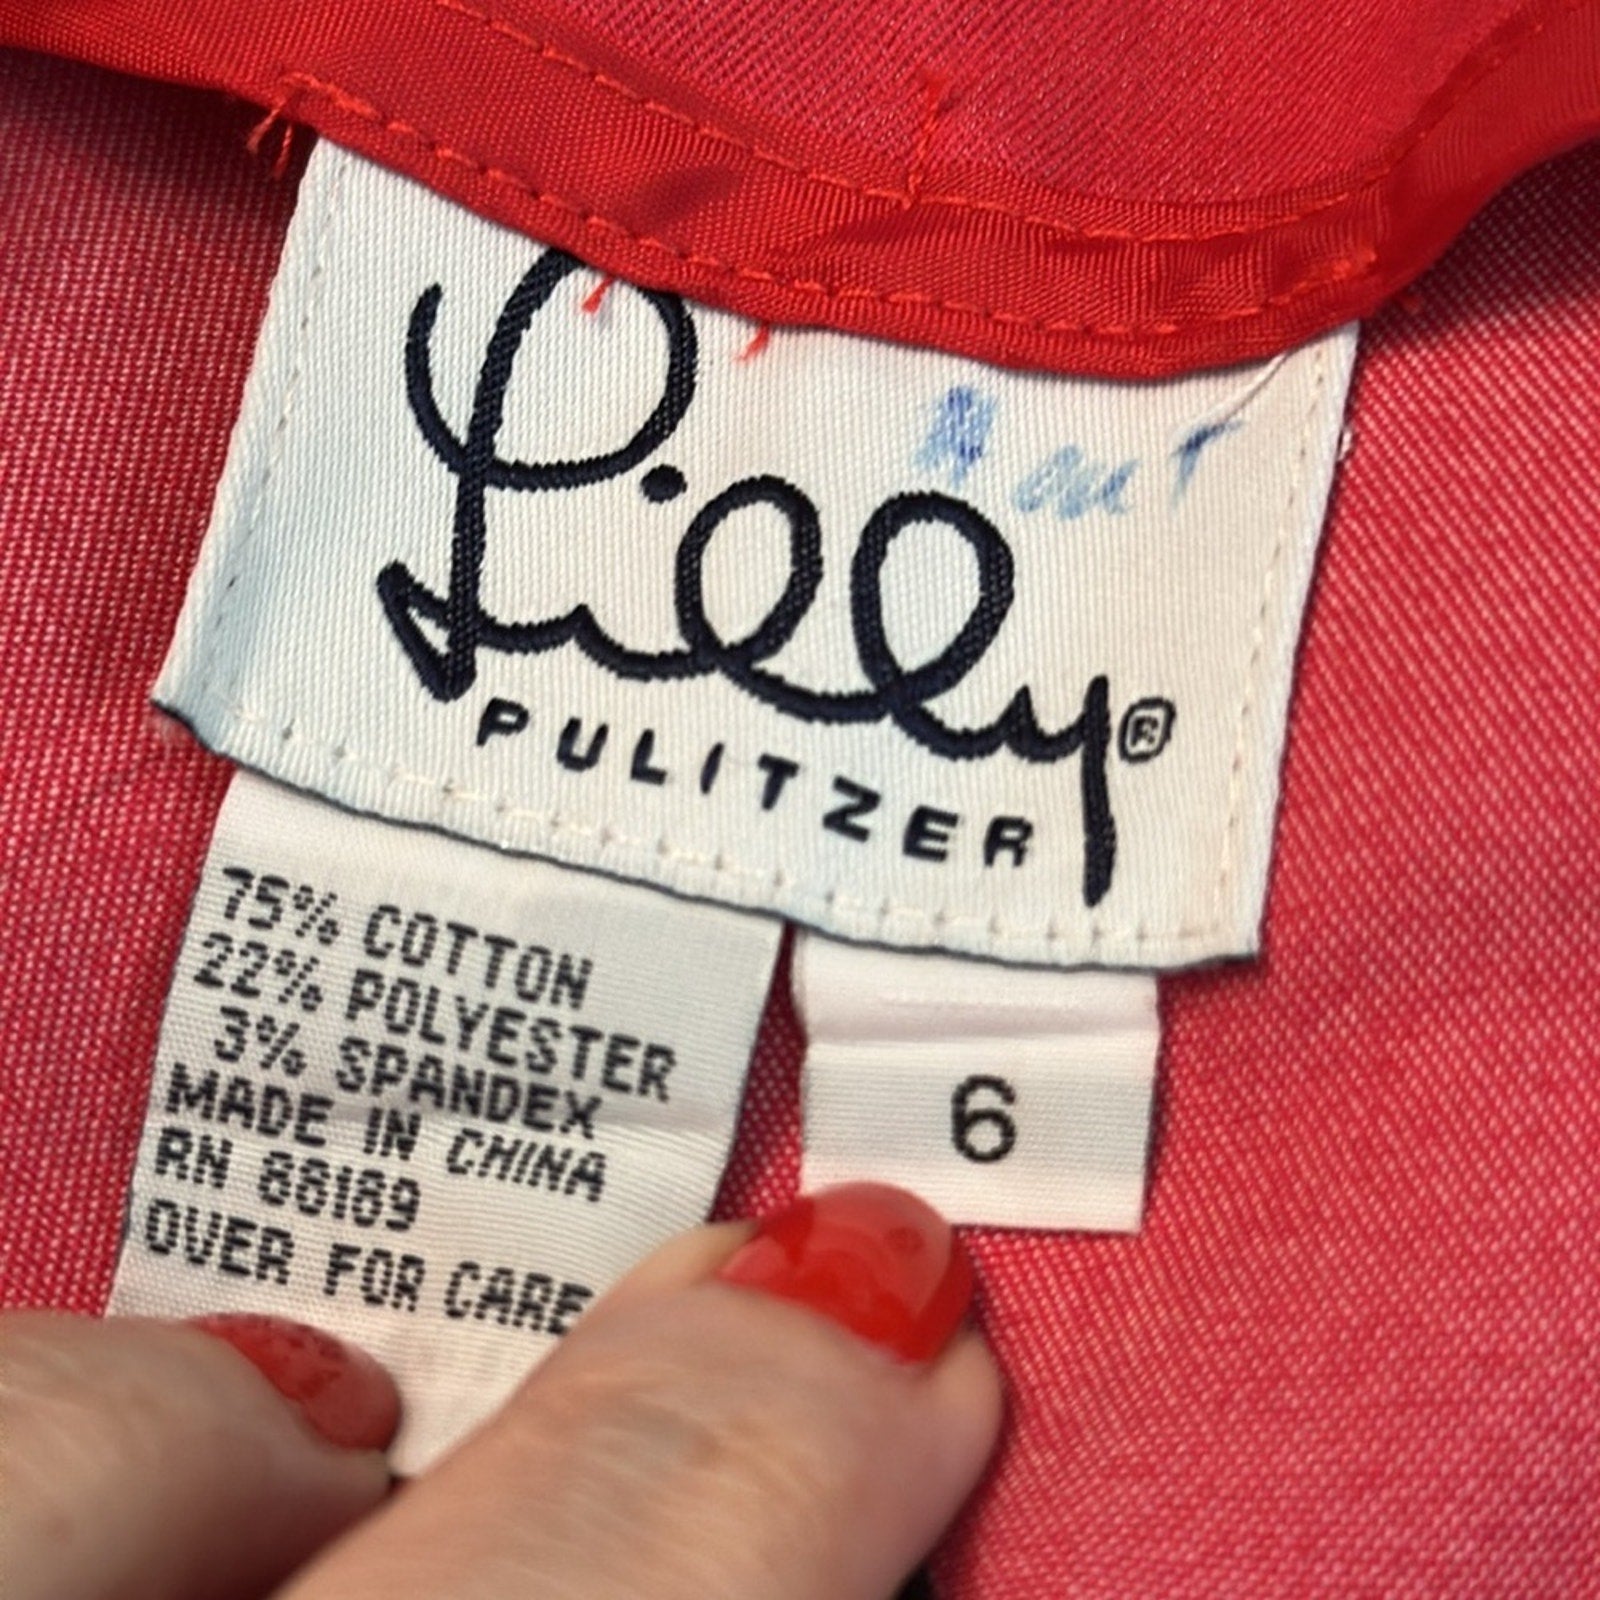 Lilly®
PULITZER
75% COTTON
22% POLYESTER
3% SPANDEX
MADE IN CHINA
RN 88189
OVER FOR CARE
6